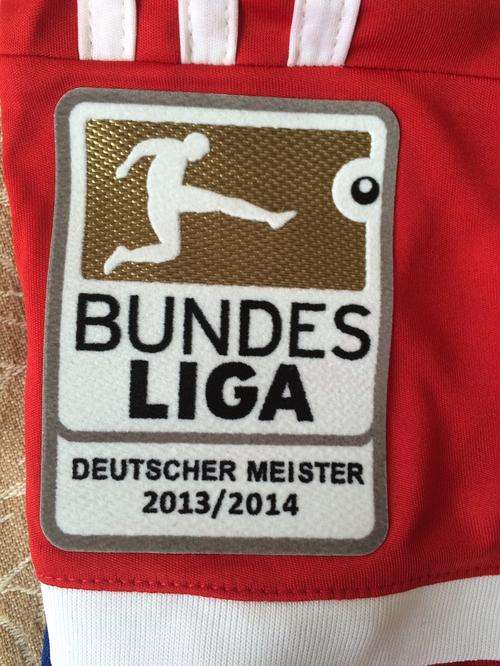 BUNDES
LIGA
DEUTSCHER MEISTER
2013/2014